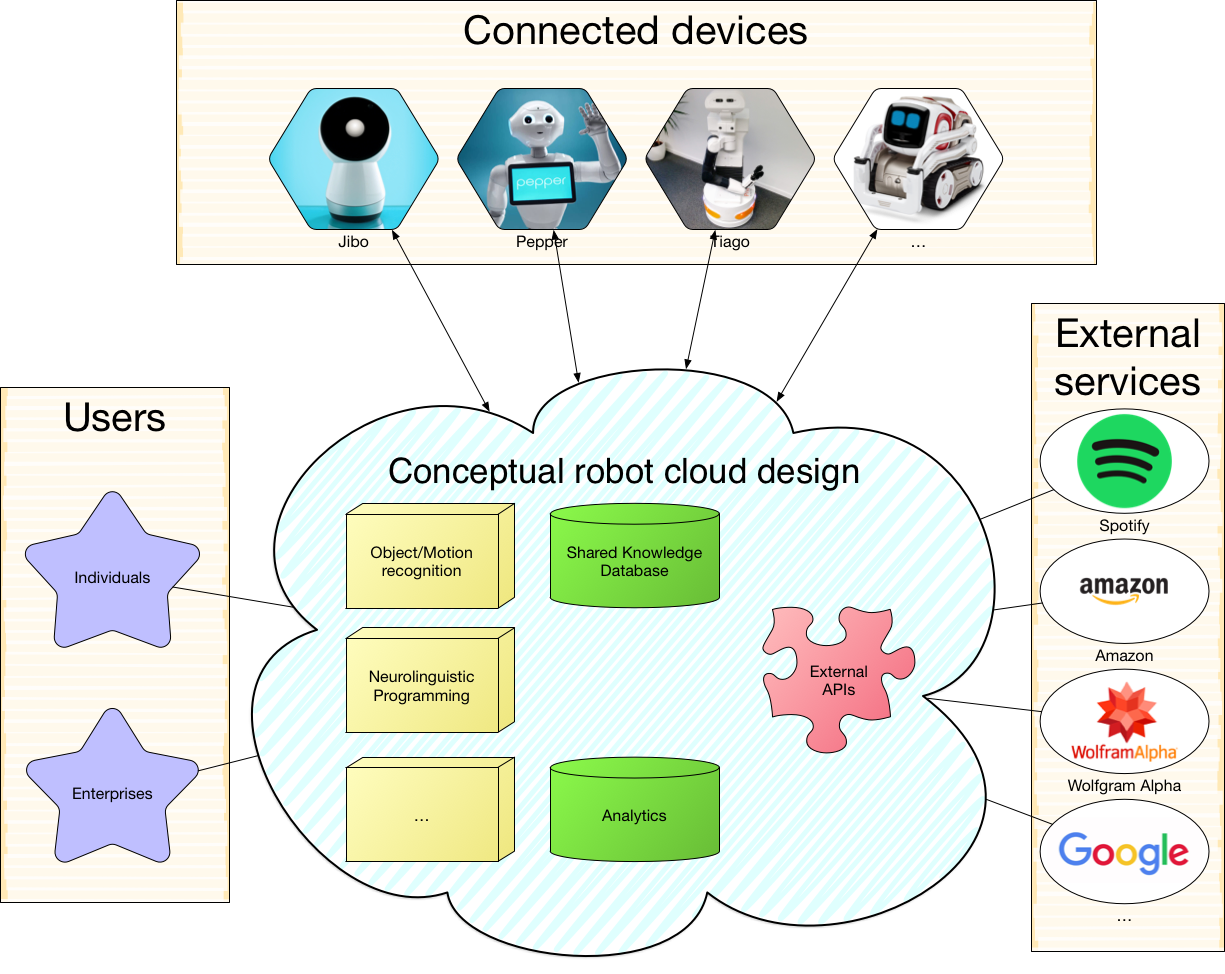 Connected devices
pepper
Jibo
Pepper
Tiago
...
Users
Individuals
Enterprises
Conceptual robot cloud design
Object/Motion
recognition
Shared Knowledge
Database
Neurolinguistic
Programming
External
APIs
...
Analytics
External
services
Spotify
amazon
Amazon
WolframAlpha
Wolfgram Alpha
Google
...